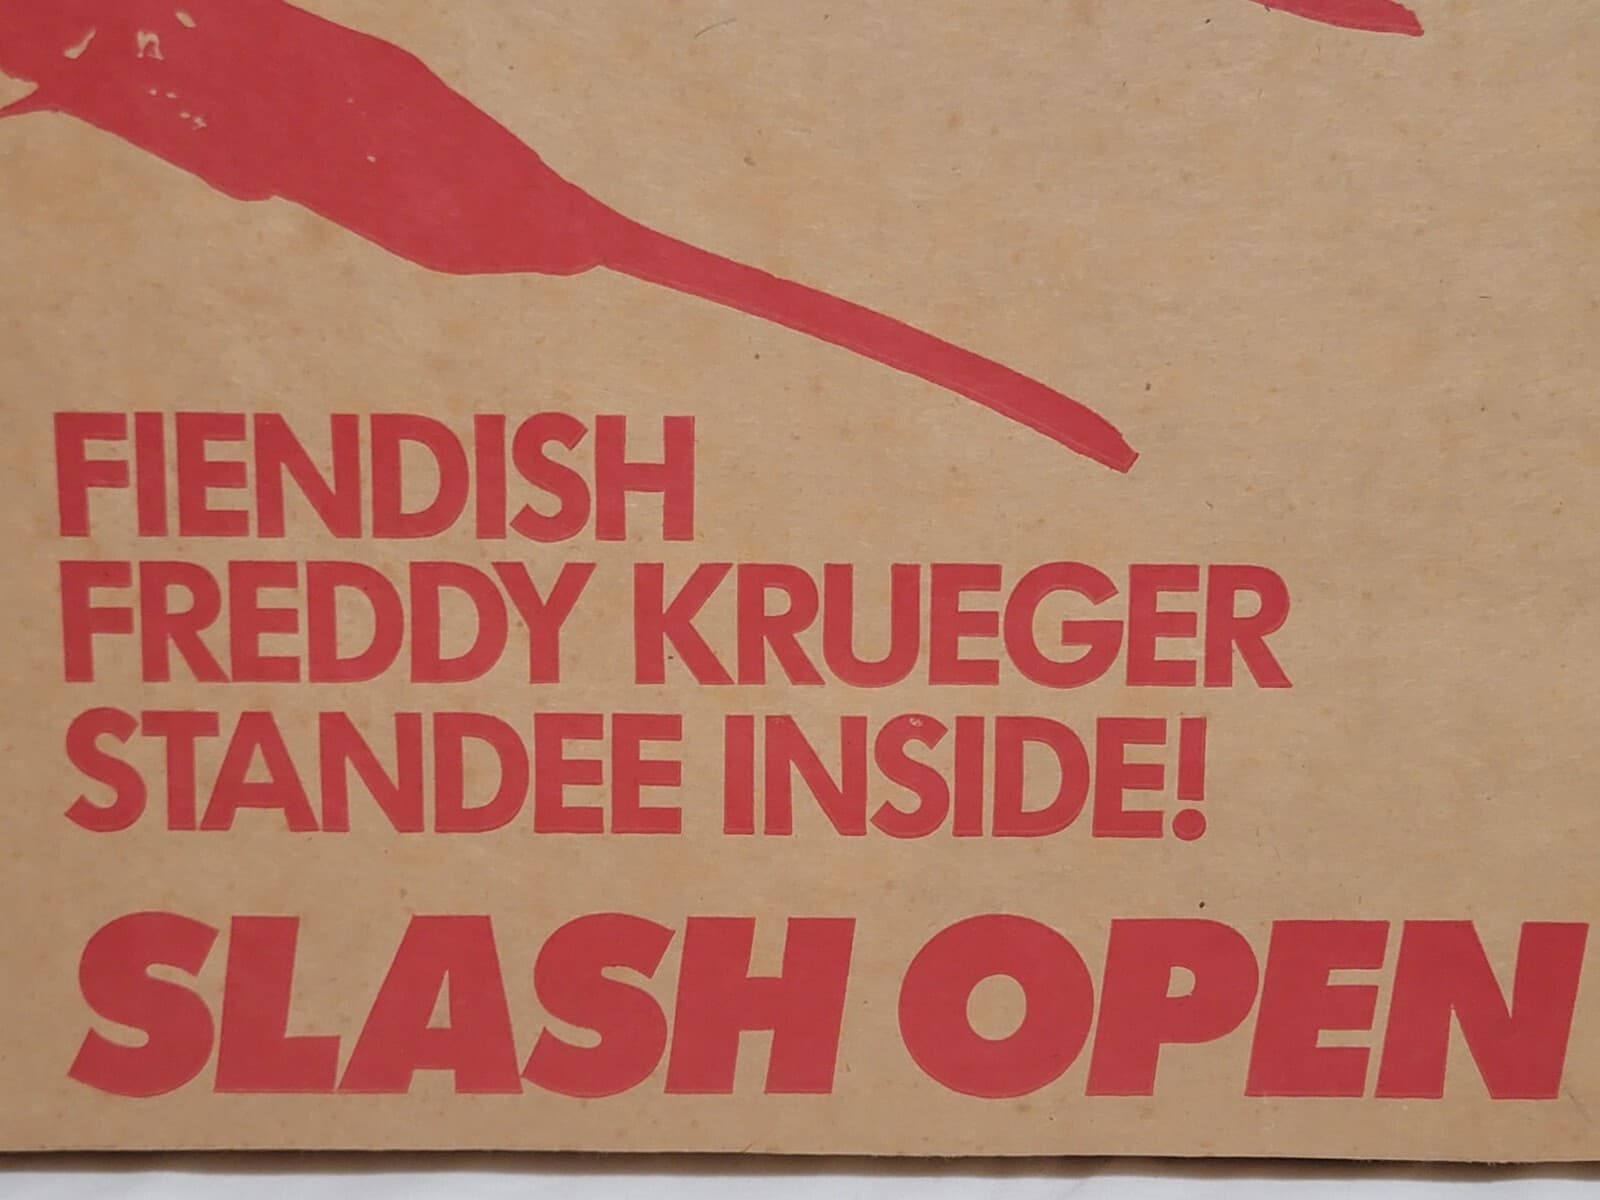 FIENDISH
FREDDY KRUEGER
STANDEE INSIDE!
SLASH OPEN